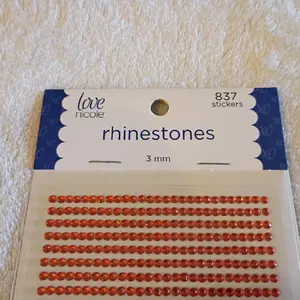 love
nicole
837
stickers
rhinestones
3 mm